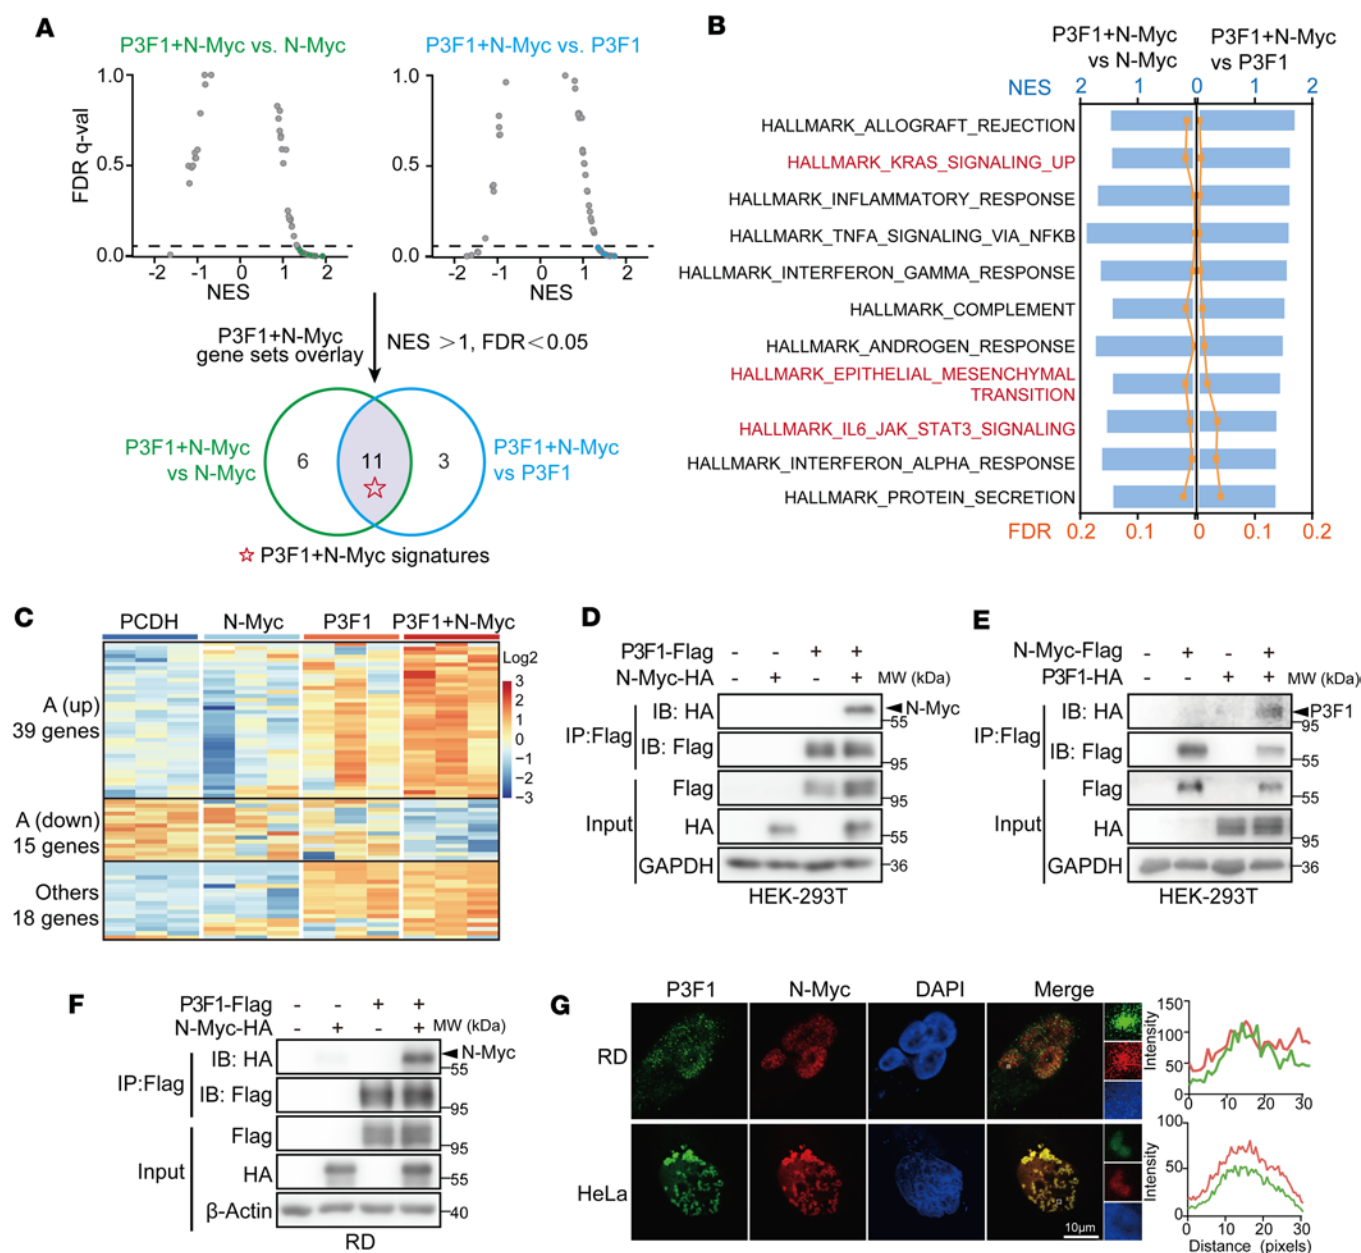 A
P3F1+N-Myc vs. N-Myc
P3F1+N-Myc vs. P3F1
1.0
0.5
0.0
FDR q-val
-2 -1 0 1 2
NES
1.0
0.5
0.0
-2 -1 0 1 2
NES
P3F1+N-Myc
gene sets overlay
NES >1, FDR<0.05
P3F1+N-Myc
vs N-Myc
6
11
3
P3F1+N-Myc
vs P3F1
☆ P3F1+N-Myc signatures
B
P3F1+N-Myc
vs N-Myc
P3F1+N-Myc
vs P3F1
NES
2 1 0 1 2
HALLMARK_ALLOGRAFT_REJECTION
HALLMARK_KRAS_SIGNALING_UP
HALLMARK_INFLAMMATORY_RESPONSE
HALLMARK_TNFA_SIGNALING_VIA_NFKB
HALLMARK_INTERFERON_GAMMA_RESPONSE
HALLMARK_COMPLEMENT
HALLMARK_ANDROGEN_RESPONSE
HALLMARK_EPITHELIAL_MESENCHYMAL
TRANSITION
HALLMARK_IL6_JAK_STAT3_SIGNALING
HALLMARK_INTERFERON_ALPHA_RESPONSE
HALLMARK_PROTEIN_SECRETION
FDR
0.2 0.1 0 0.1 0.2
C
PCDH N-Myc P3F1 P3F1+N-Myc
A (up)
39 genes
A (down)
15 genes
Others
18 genes
Log2
3
2
1
0
−1
−2
−3
D
P3F1-Flag - - + +
N-Myc-HA - + - + MW (kDa)
IP:Flag
IB: HA
N-Myc
55
IB: Flag
95
Input
Flag
95
HA
55
GAPDH
36
HEK-293T
E
N-Myc-Flag - + - +
P3F1-HA - - + + MW (kDa)
IP:Flag
IB: HA
P3F1
95
IB: Flag
55
Input
Flag
55
HA
95
GAPDH
36
HEK-293T
F
P3F1-Flag - - + +
N-Myc-HA - + - + MW (kDa)
IP:Flag
IB: HA
N-Myc
55
IB: Flag
95
Input
Flag
95
HA
55
β-Actin
40
RD
G
P3F1 N-Myc DAPI Merge
RD
HeLa
10μm
150
100
50
0
Intensity
0 10 20 30
100
50
0
Intensity
0 10 20 30
Distance (pixels)